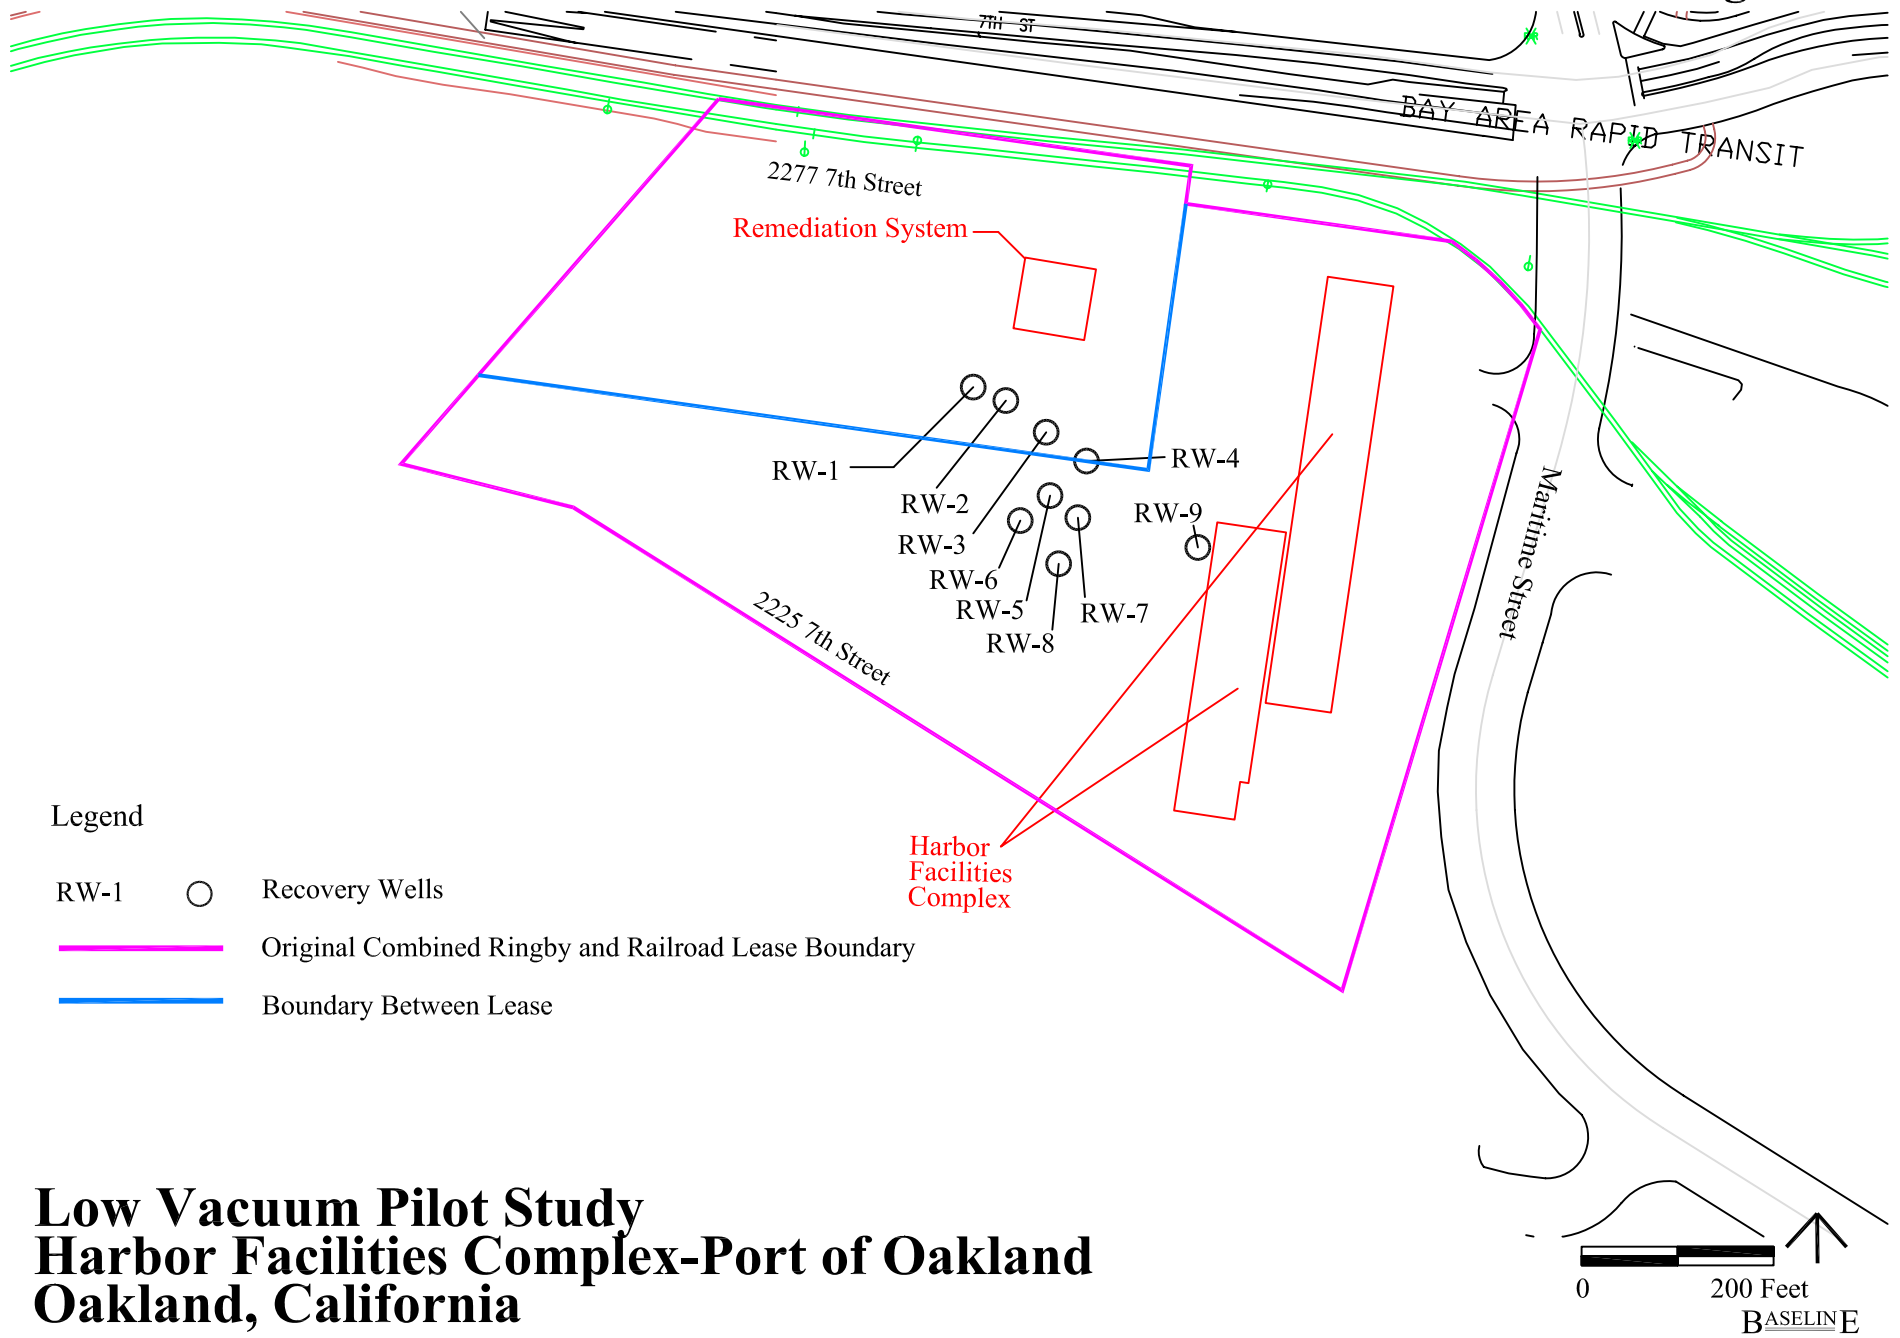 7TH ST
BAY AREA RAPID TRANSIT
2277 7th Street
Remediation System
RW-1
RW-2
RW-3
RW-4
RW-9
RW-6
RW-5
RW-7
RW-8
2225 7th Street
Maritime Street
Harbor
Facilities
Complex
Legend
RW-1 Recovery Wells
Original Combined Ringby and Railroad Lease Boundary
Boundary Between Lease
Low Vacuum Pilot Study
Harbor Facilities Complex-Port of Oakland
Oakland, California
0 200 Feet
BASELINE